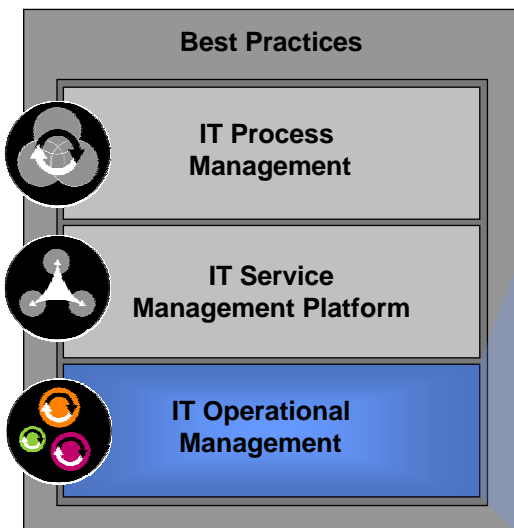 Best Practices
IT Process
Management
IT Service
Management Platform
IT Operational
Management